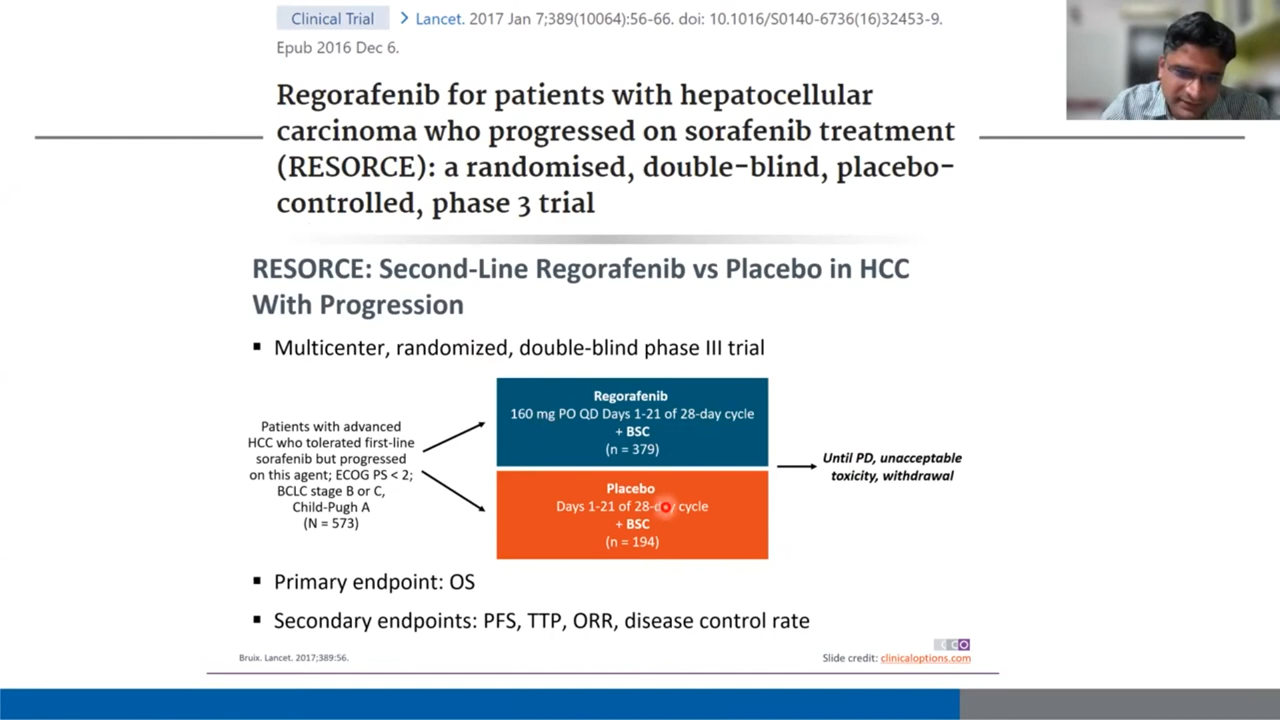 Clinical Trial > Lancet. 2017 Jan 7;389(10064):56-66. doi: 10.1016/S0140-6736(16)32453-9.
Epub 2016 Dec 6.
Regorafenib for patients with hepatocellular
carcinoma who progressed on sorafenib treatment
(RESORCE): a randomised, double-blind, placebo-
controlled, phase 3 trial
RESORCE: Second-Line Regorafenib vs Placebo in HCC
With Progression
▪ Multicenter, randomized, double-blind phase III trial
Patients with advanced
HCC who tolerated first-line
sorafenib but progressed
on this agent; ECOG PS < 2;
BCLC stage B or C,
Child-Pugh A
(N = 573)
Regorafenib
160 mg PO QD Days 1-21 of 28-day cycle
+ BSC
(n = 379)
Placebo
Days 1-21 of 28-day cycle
+ BSC
(n = 194)
Until PD, unacceptable
toxicity, withdrawal
▪ Primary endpoint: OS
▪ Secondary endpoints: PFS, TTP, ORR, disease control rate
CCO
Bruix. Lancet. 2017;389:56.
Slide credit: clinicaloptions.com